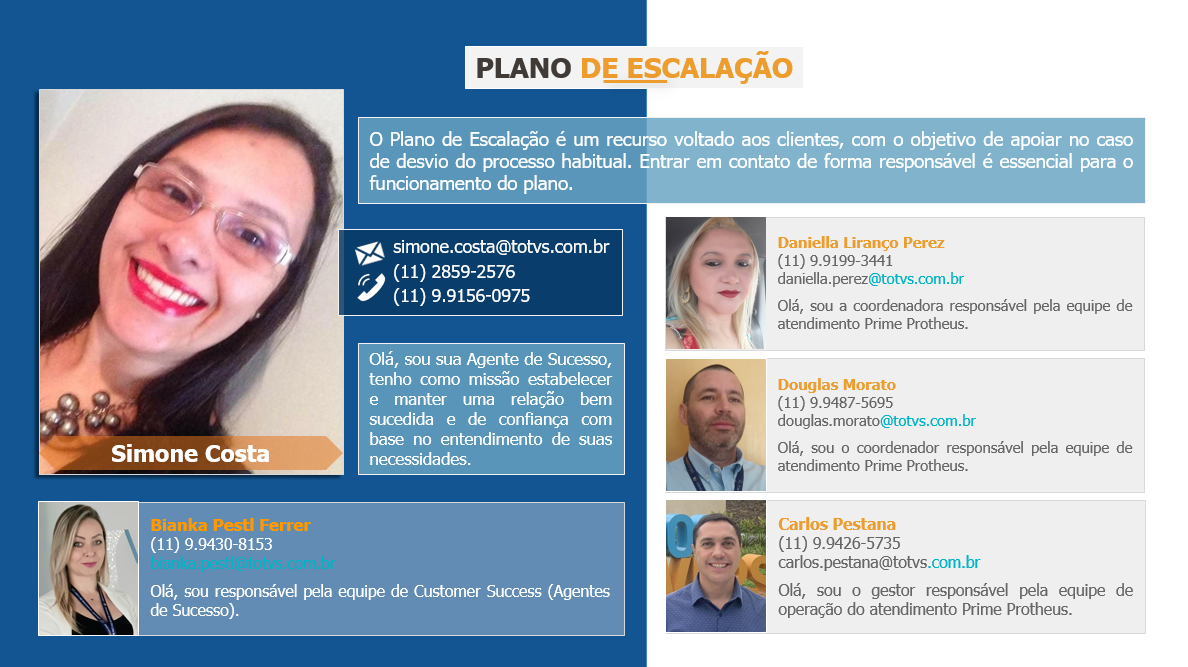 PLANO DE ESCALAÇÃO
O Plano de Escalação é um recurso voltado aos clientes, com o objetivo de apoiar no caso
de desvio do processo habitual. Entrar em contato de forma responsável é essencial para o
funcionamento do plano.
simone.costa@totvs.com.br
(11) 2859-2576
(11) 9.9156-0975
Olá, sou sua Agente de Sucesso,
tenho como missão estabelecer
e manter uma relação bem
sucedida e de confiança com
base no entendimento de suas
necessidades.
Simone Costa
Bianka Pestl Ferrer
(11) 9.9430-8153
bianka.pestl@totvs.com.br
Olá, sou responsável pela equipe de Customer Success (Agentes
de Sucesso).
Daniella Liranço Perez
(11) 9.9199-3441
daniella.perez@totvs.com.br
Olá, sou a coordenadora responsável pela equipe de
atendimento Prime Protheus.
Douglas Morato
(11) 9.9487-5695
douglas.morato@totvs.com.br
Olá, sou o coordenador responsável pela equipe de
atendimento Prime Protheus.
Carlos Pestana
(11) 9.9426-5735
carlos.pestana@totvs.com.br
Olá, sou o gestor responsável pela equipe de
operação do atendimento Prime Protheus.